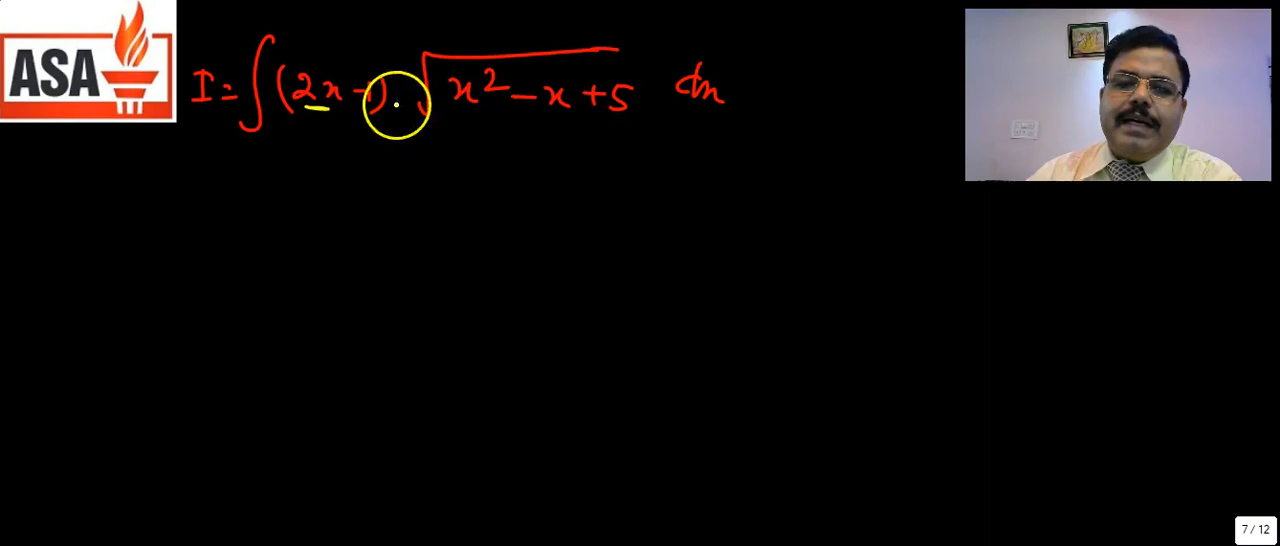 ASA
I = ∫ (2x-1) . √(x² - x + 5) dx
7 / 12